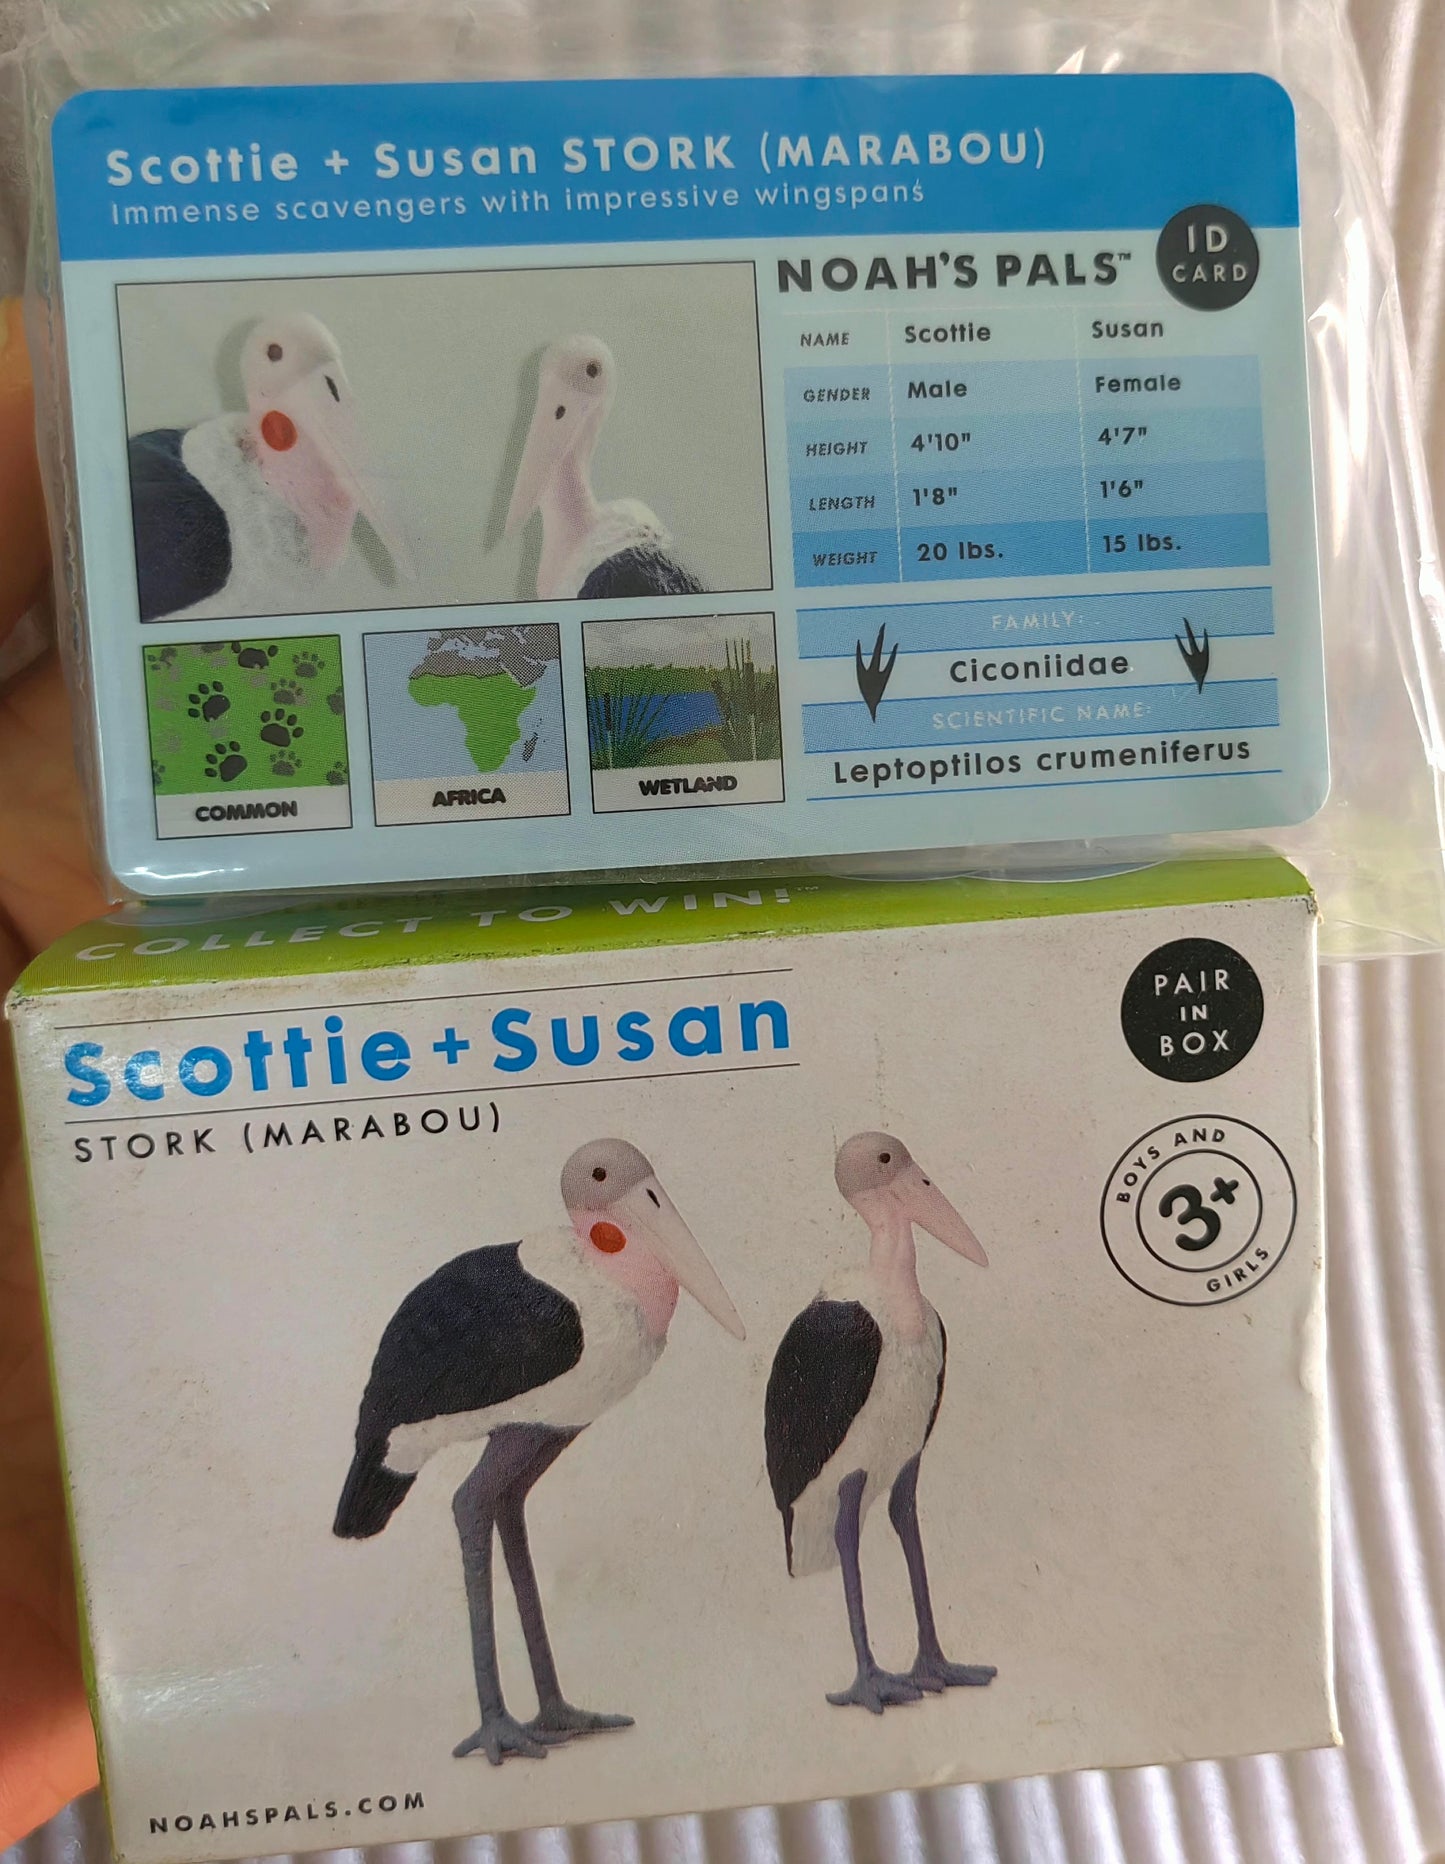 Scottie + Susan STORK (MARABOU)
Immense scavengers with impressive wingspans
ID
CARD
NOAH'S PALS™
NAME Scottie Susan
GENDER Male Female
HEIGHT 4'10" 4'7"
LENGTH 1'8" 1'6"
WEIGHT 20 lbs. 15 lbs.
FAMILY:
Ciconiidae
SCIENTIFIC NAME:
Leptoptilos crumeniferus
COMMON
AFRICA
WETLAND
COLLECT TO WIN!™
Scottie + Susan
STORK (MARABOU)
PAIR
IN
BOX
BOYS AND
3+
GIRLS
NOAHSPALS.COM